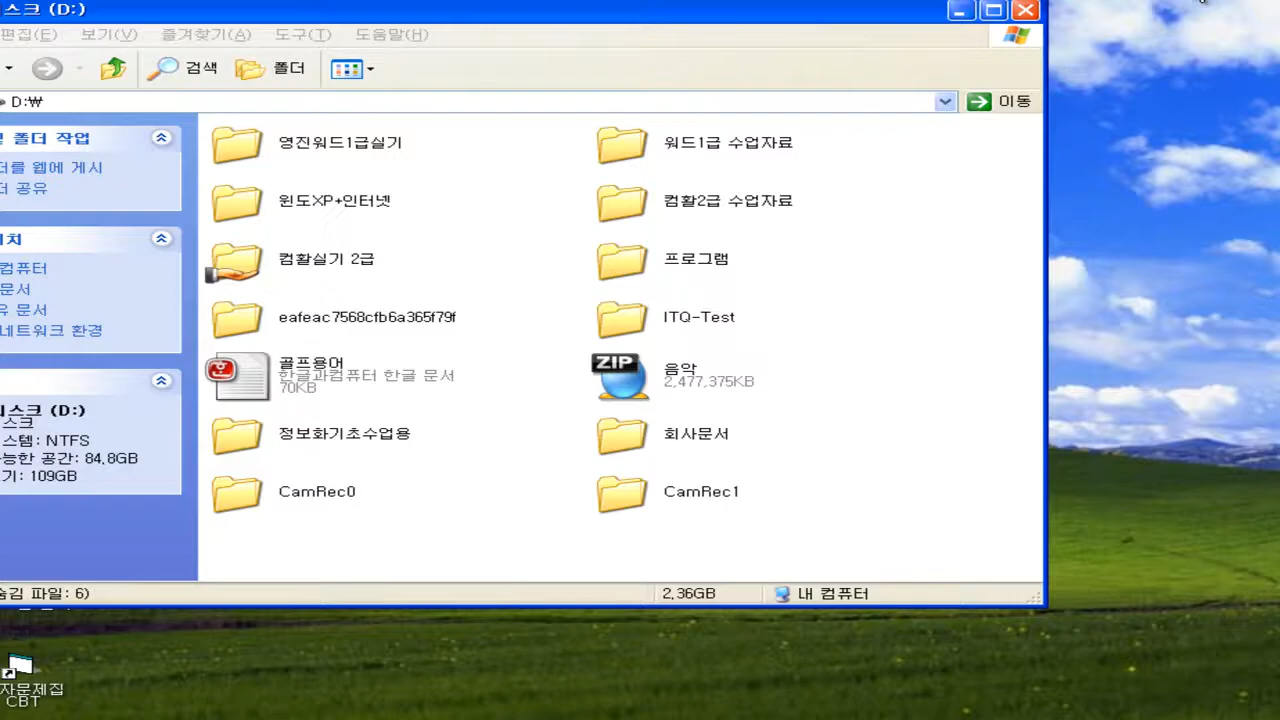 스크 (D:)
편집(E) 보기(V) 즐겨찾기(A) 도구(T) 도움말(H)
검색 폴더
D:₩ 이동
폴더 작업
더를 웹에 게시
더 공유
컴퓨터
문서
유 문서
네트워크 환경
스크 (D:)
스크
스템: NTFS
능한 공간: 84.8GB
기: 109GB
영진워드1급실기
워드1급 수업자료
윈도XP+인터넷
컴활2급 수업자료
컴활실기 2급
프로그램
eafeac7568cfb6a365f79f
ITQ-Test
골프용어
한글과컴퓨터 한글 문서
70KB
ZIP
음악
2,477,375KB
정보화기초수업용
회사문서
CamRec0
CamRec1
숨김 파일: 6)
2.36GB
내 컴퓨터
자문제집
CBT